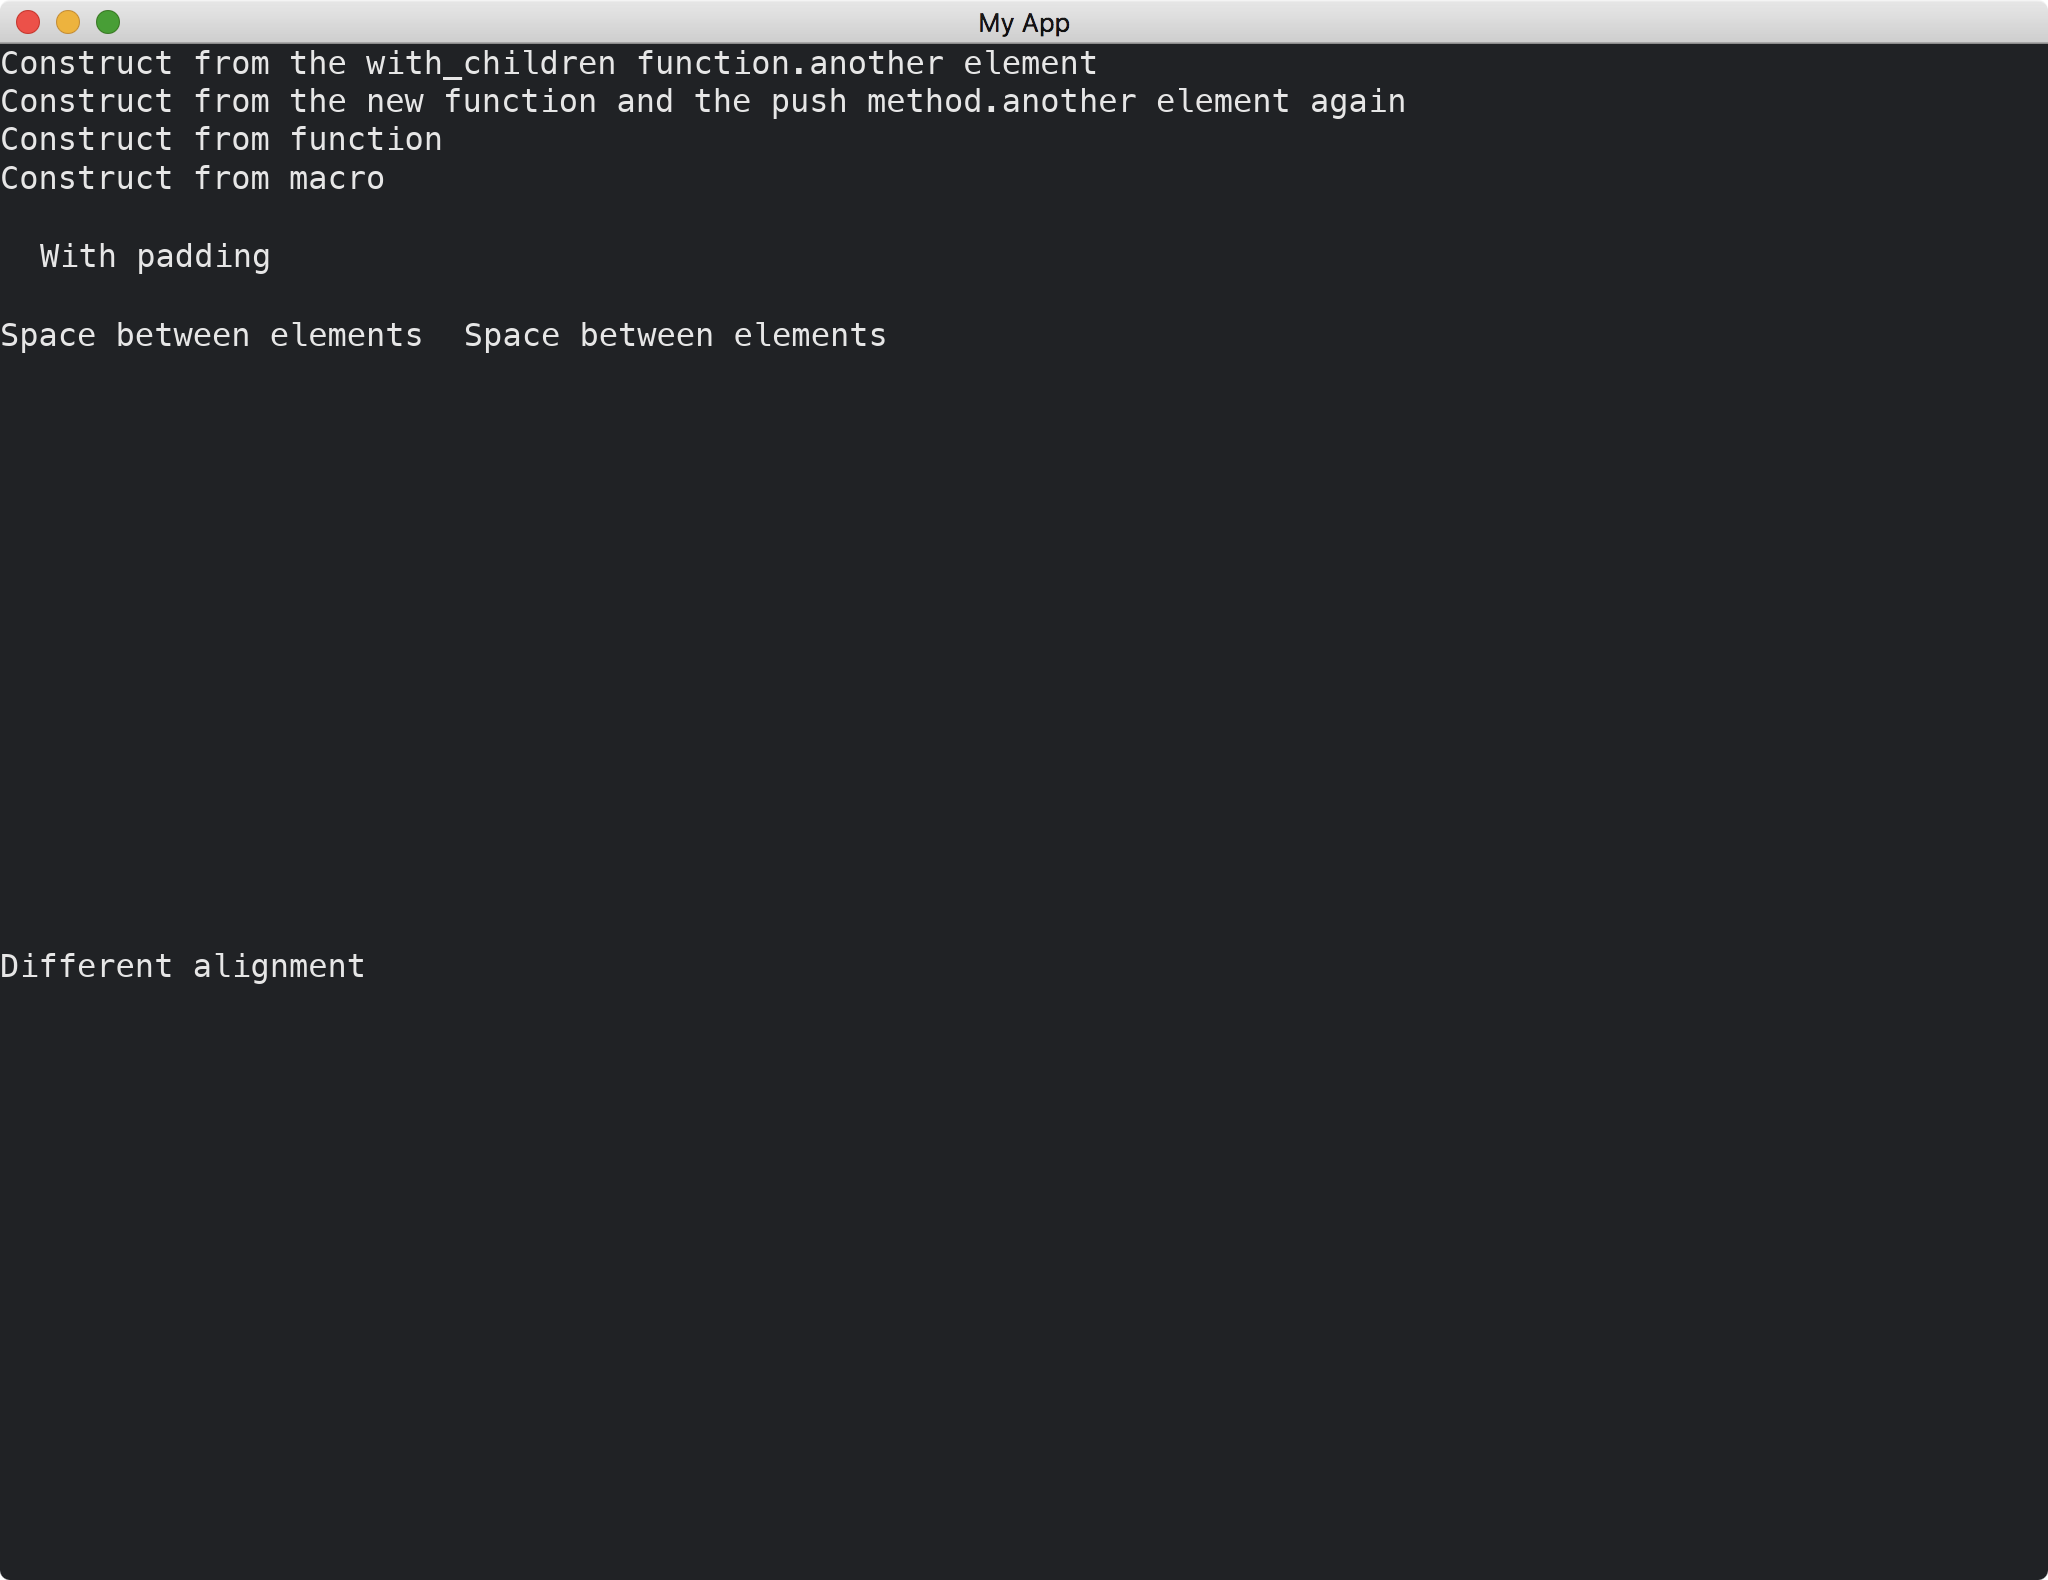 My App
Construct from the with_children function.another element
Construct from the new function and the push method.another element again
Construct from function
Construct from macro
With padding
Space between elements  Space between elements
Different alignment